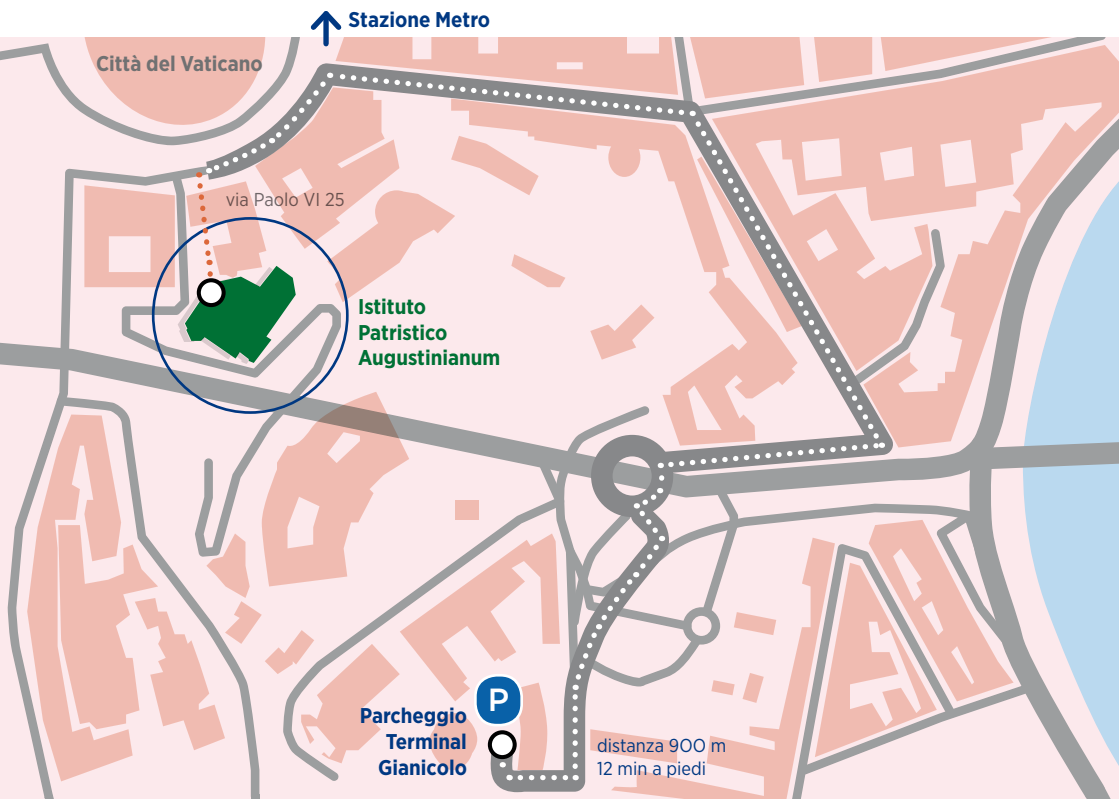 Stazione Metro
Città del Vaticano
via Paolo VI 25
Istituto
Patristico
Augustinianum
P
Parcheggio
Terminal
Gianicolo
distanza 900 m
12 min a piedi